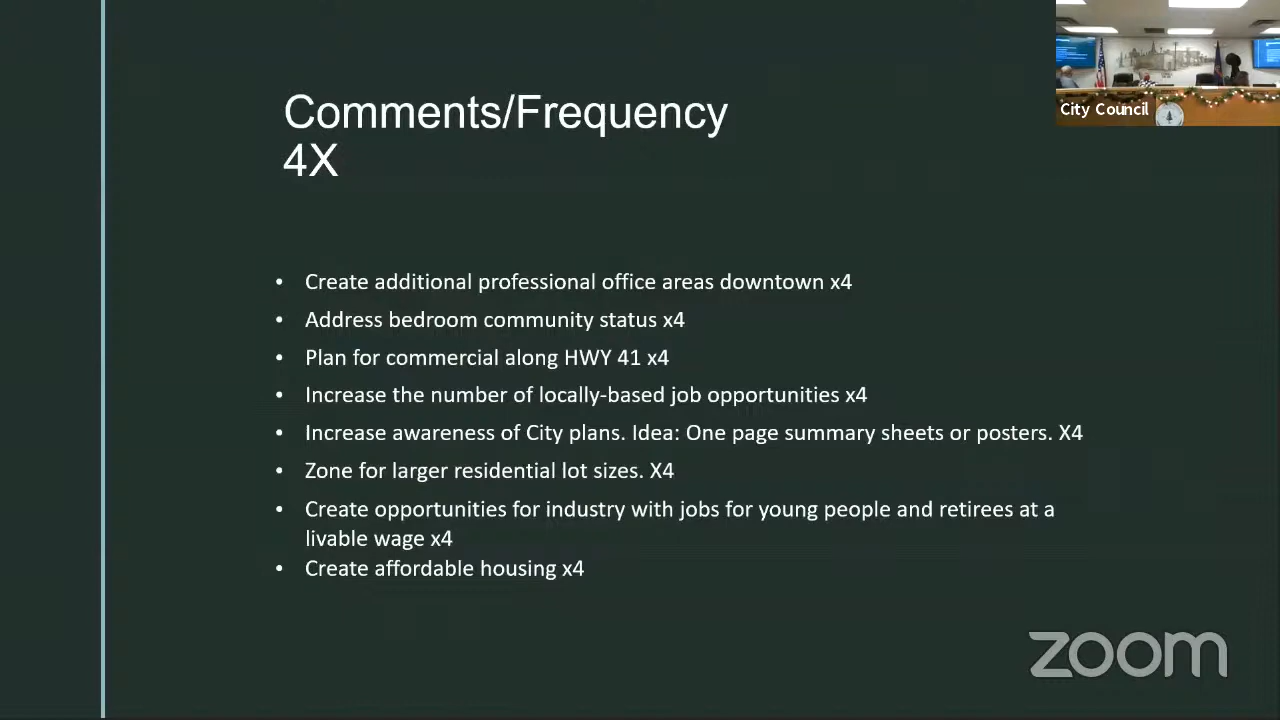 City Council
Comments/Frequency
4X
• Create additional professional office areas downtown x4
• Address bedroom community status x4
• Plan for commercial along HWY 41 x4
• Increase the number of locally-based job opportunities x4
• Increase awareness of City plans. Idea: One page summary sheets or posters. X4
• Zone for larger residential lot sizes. X4
• Create opportunities for industry with jobs for young people and retirees at a
livable wage x4
• Create affordable housing x4
zoom